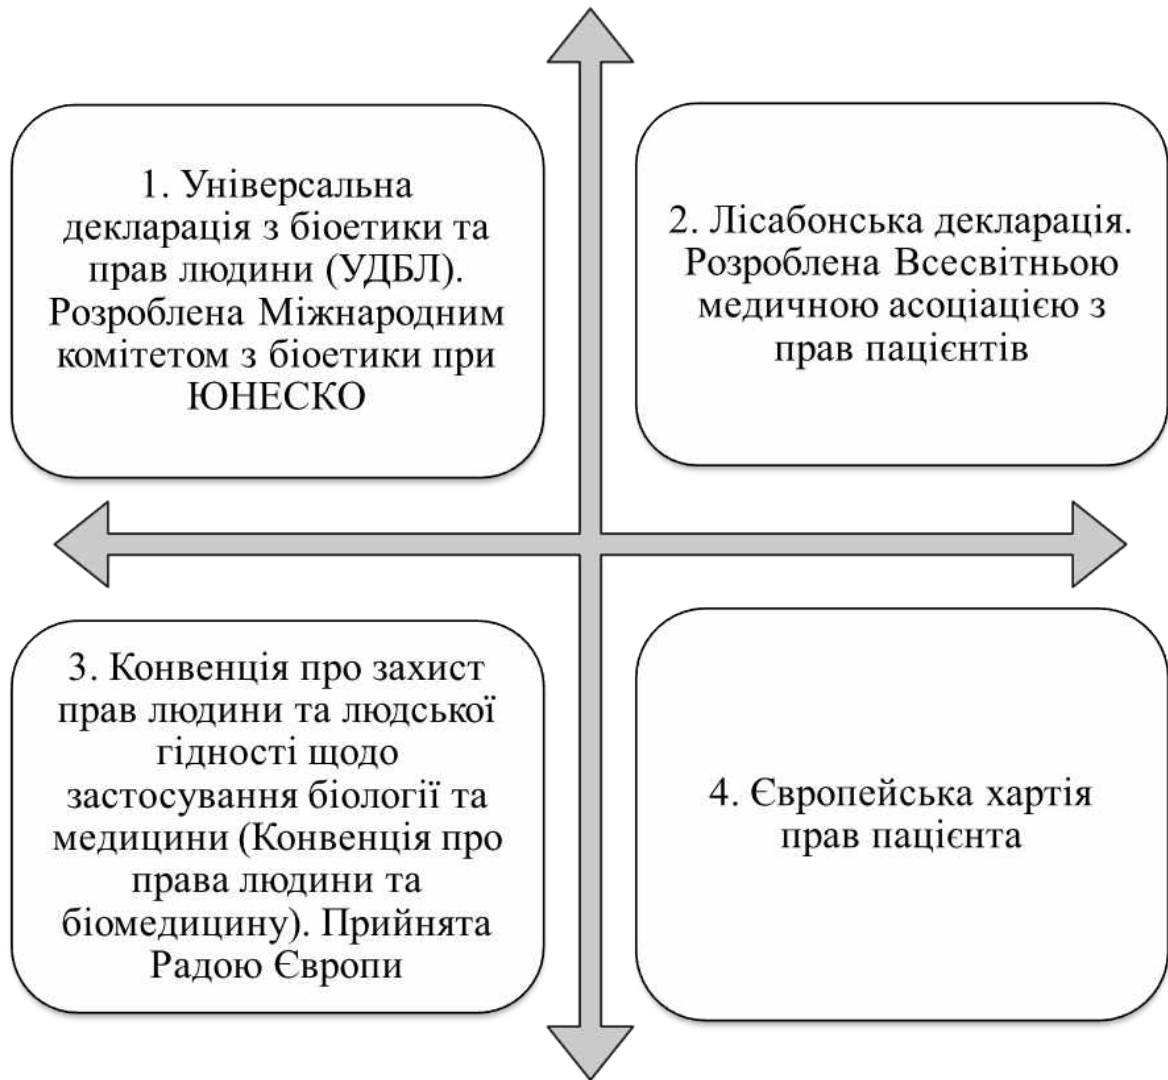 1. Універсальна
декларація з біоетики та
прав людини (УДБЛ).
Розроблена Міжнародним
комітетом з біоетики при
ЮНЕСКО
2. Лісабонська декларація.
Розроблена Всесвітньою
медичною асоціацією з
прав пацієнтів
3. Конвенція про захист
прав людини та людської
гідності щодо
застосування біології та
медицини (Конвенція про
права людини та
біомедицину). Прийнята
Радою Європи
4. Європейська хартія
прав пацієнта